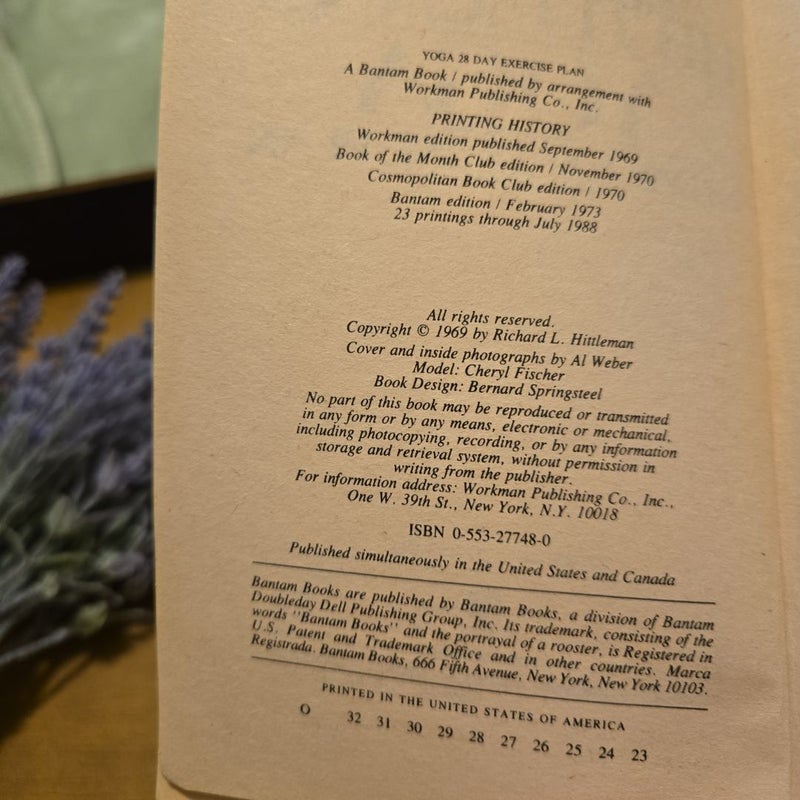 YOGA 28 DAY EXERCISE PLAN
A Bantam Book / published by arrangement with
Workman Publishing Co., Inc.
PRINTING HISTORY
Workman edition published September 1969
Book of the Month Club edition / November 1970
Cosmopolitan Book Club edition / 1970
Bantam edition / February 1973
23 printings through July 1988
All rights reserved.
Copyright © 1969 by Richard L. Hittleman
Cover and inside photographs by Al Weber
Model: Cheryl Fischer
Book Design: Bernard Springsteel
No part of this book may be reproduced or transmitted
in any form or by any means, electronic or mechanical,
including photocopying, recording, or by any information
storage and retrieval system, without permission in
writing from the publisher.
For information address: Workman Publishing Co., Inc.,
One W. 39th St., New York, N.Y. 10018
ISBN 0-553-27748-0
Published simultaneously in the United States and Canada
Bantam Books are published by Bantam Books, a division of Bantam
Doubleday Dell Publishing Group, Inc. Its trademark, consisting of the
words "Bantam Books" and the portrayal of a rooster, is Registered in
U.S. Patent and Trademark Office and in other countries. Marca
Registrada. Bantam Books, 666 Fifth Avenue, New York, New York 10103.
PRINTED IN THE UNITED STATES OF AMERICA
O 32 31 30 29 28 27 26 25 24 23